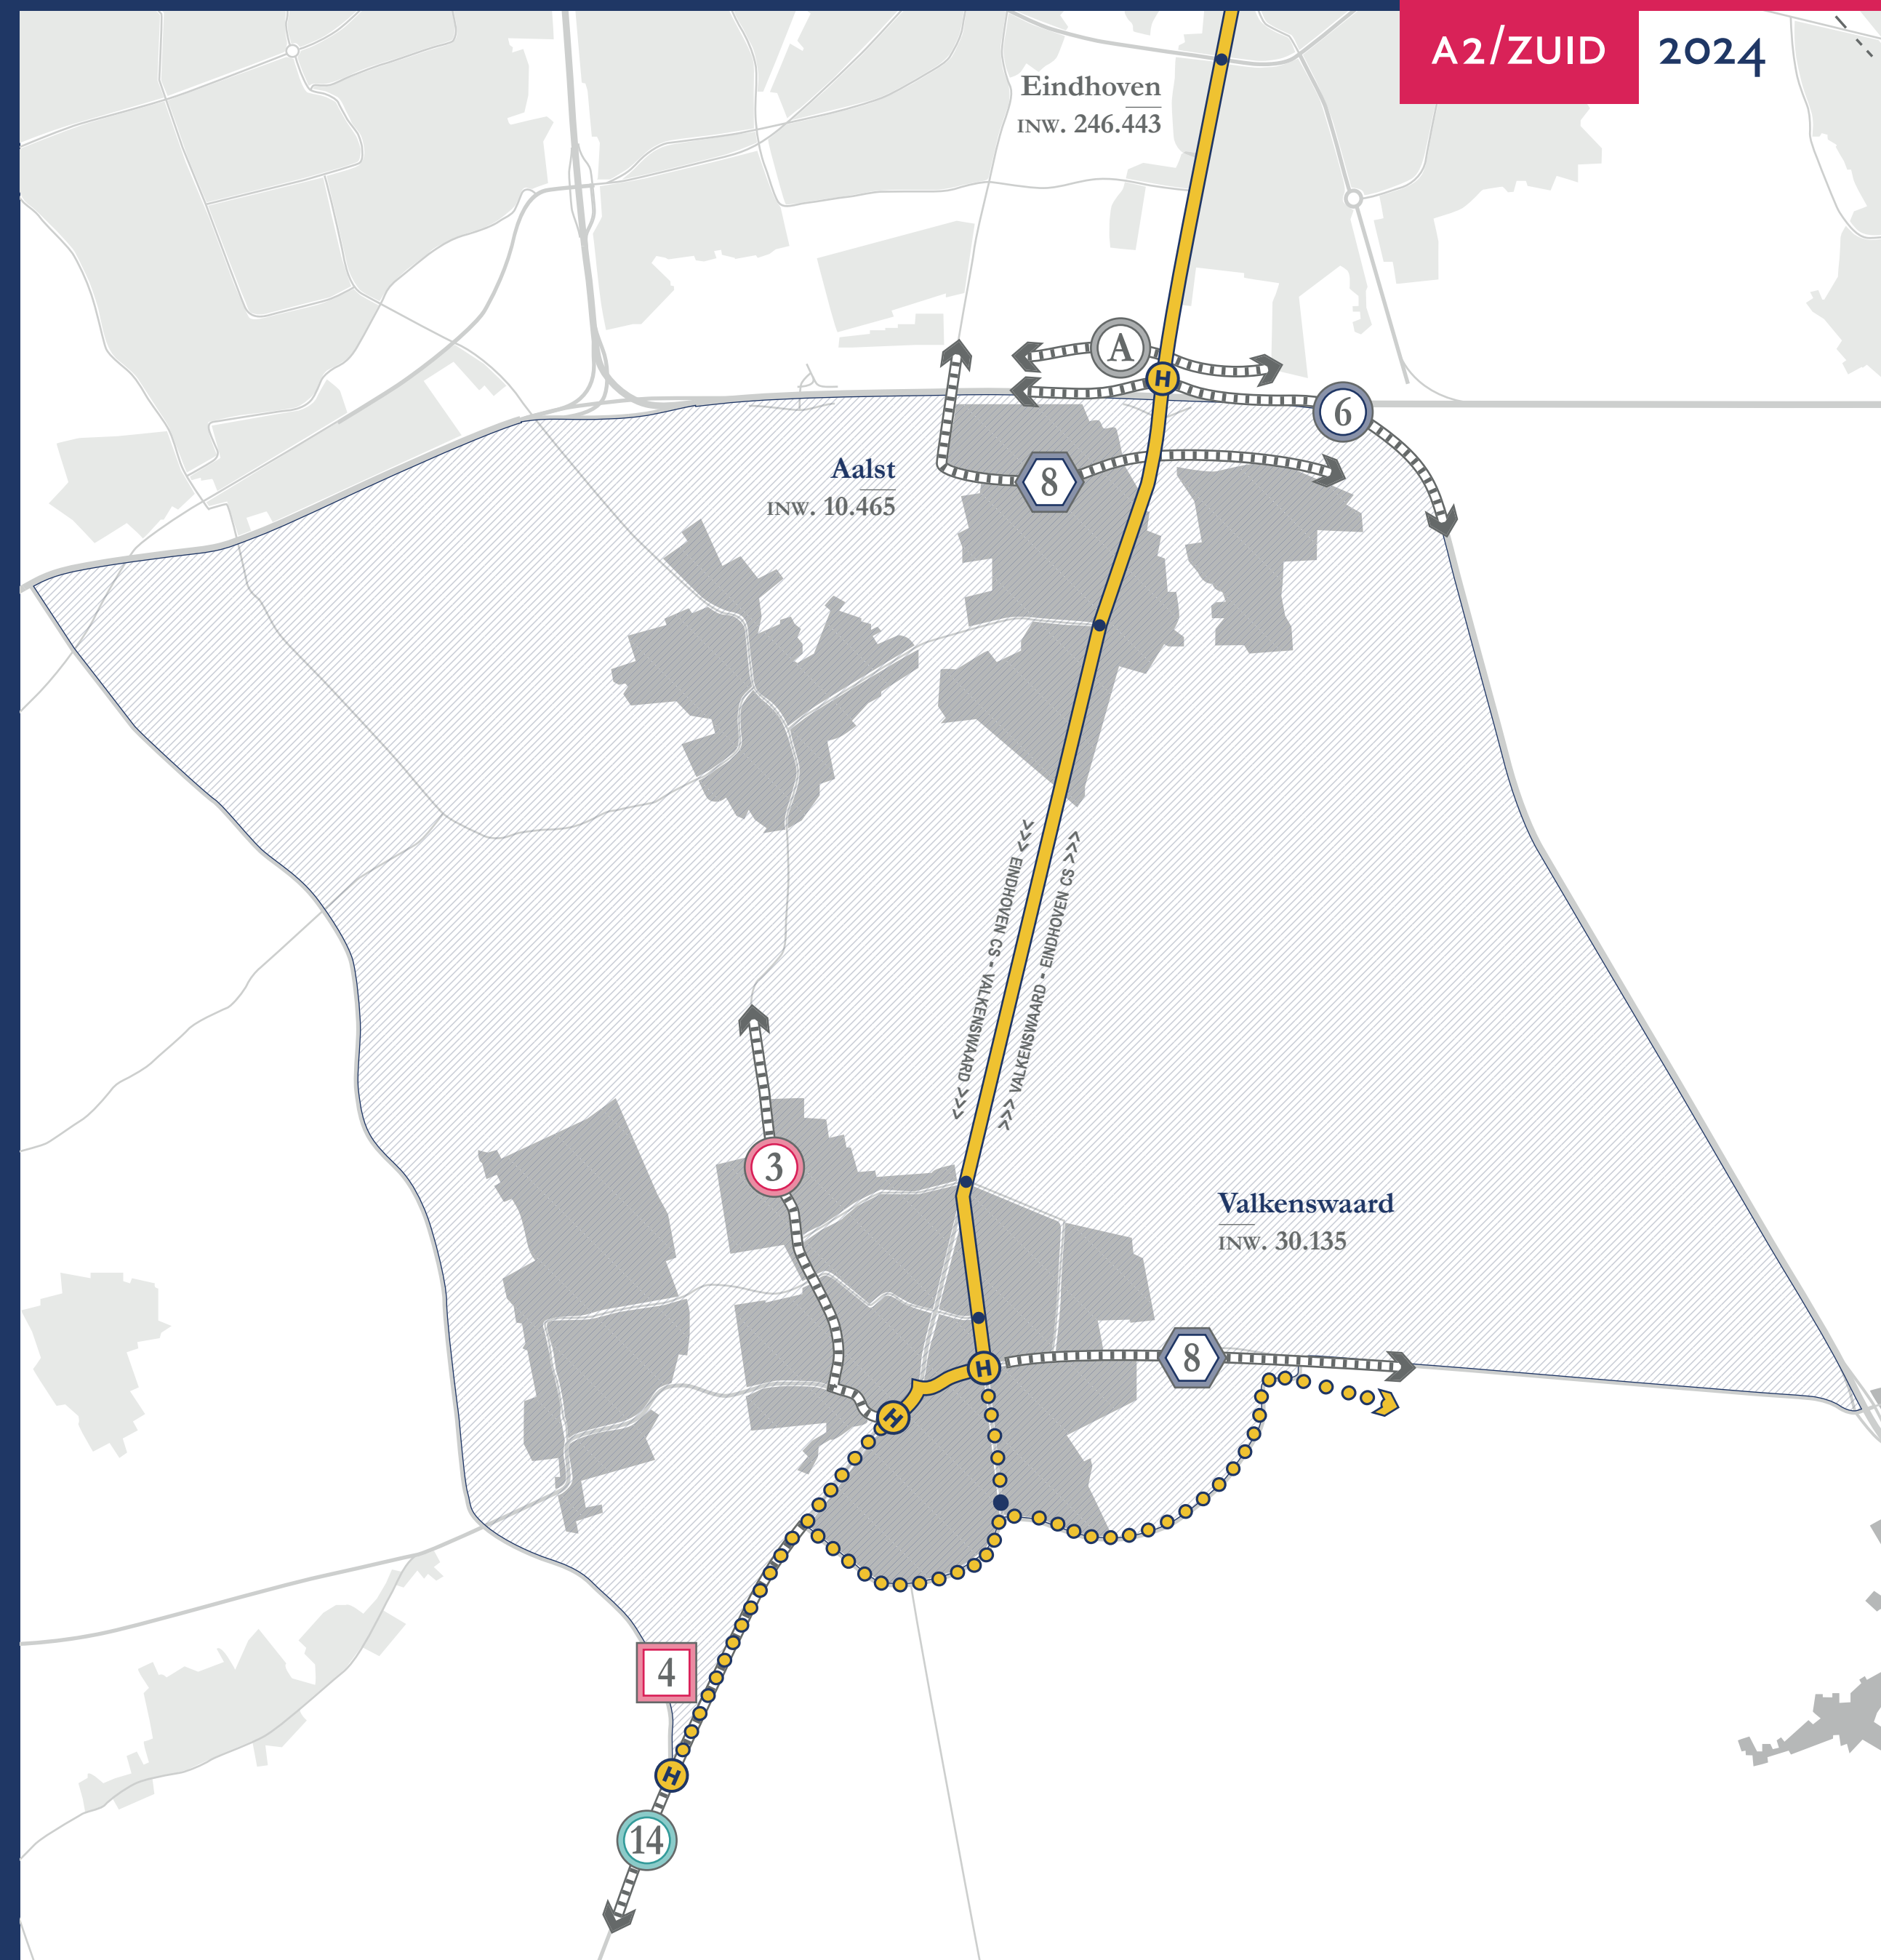 A2/ZUID 2024
Eindhoven
INW. 246.443
A
H
6
Aalst
INW. 10.465
8
<<< EINDHOVEN CS - VALKENSWAARD >>>
>>> VALKENSWAARD - EINDHOVEN CS >>>
3
Valkenswaard
INW. 30.135
8
H
H
4
H
14